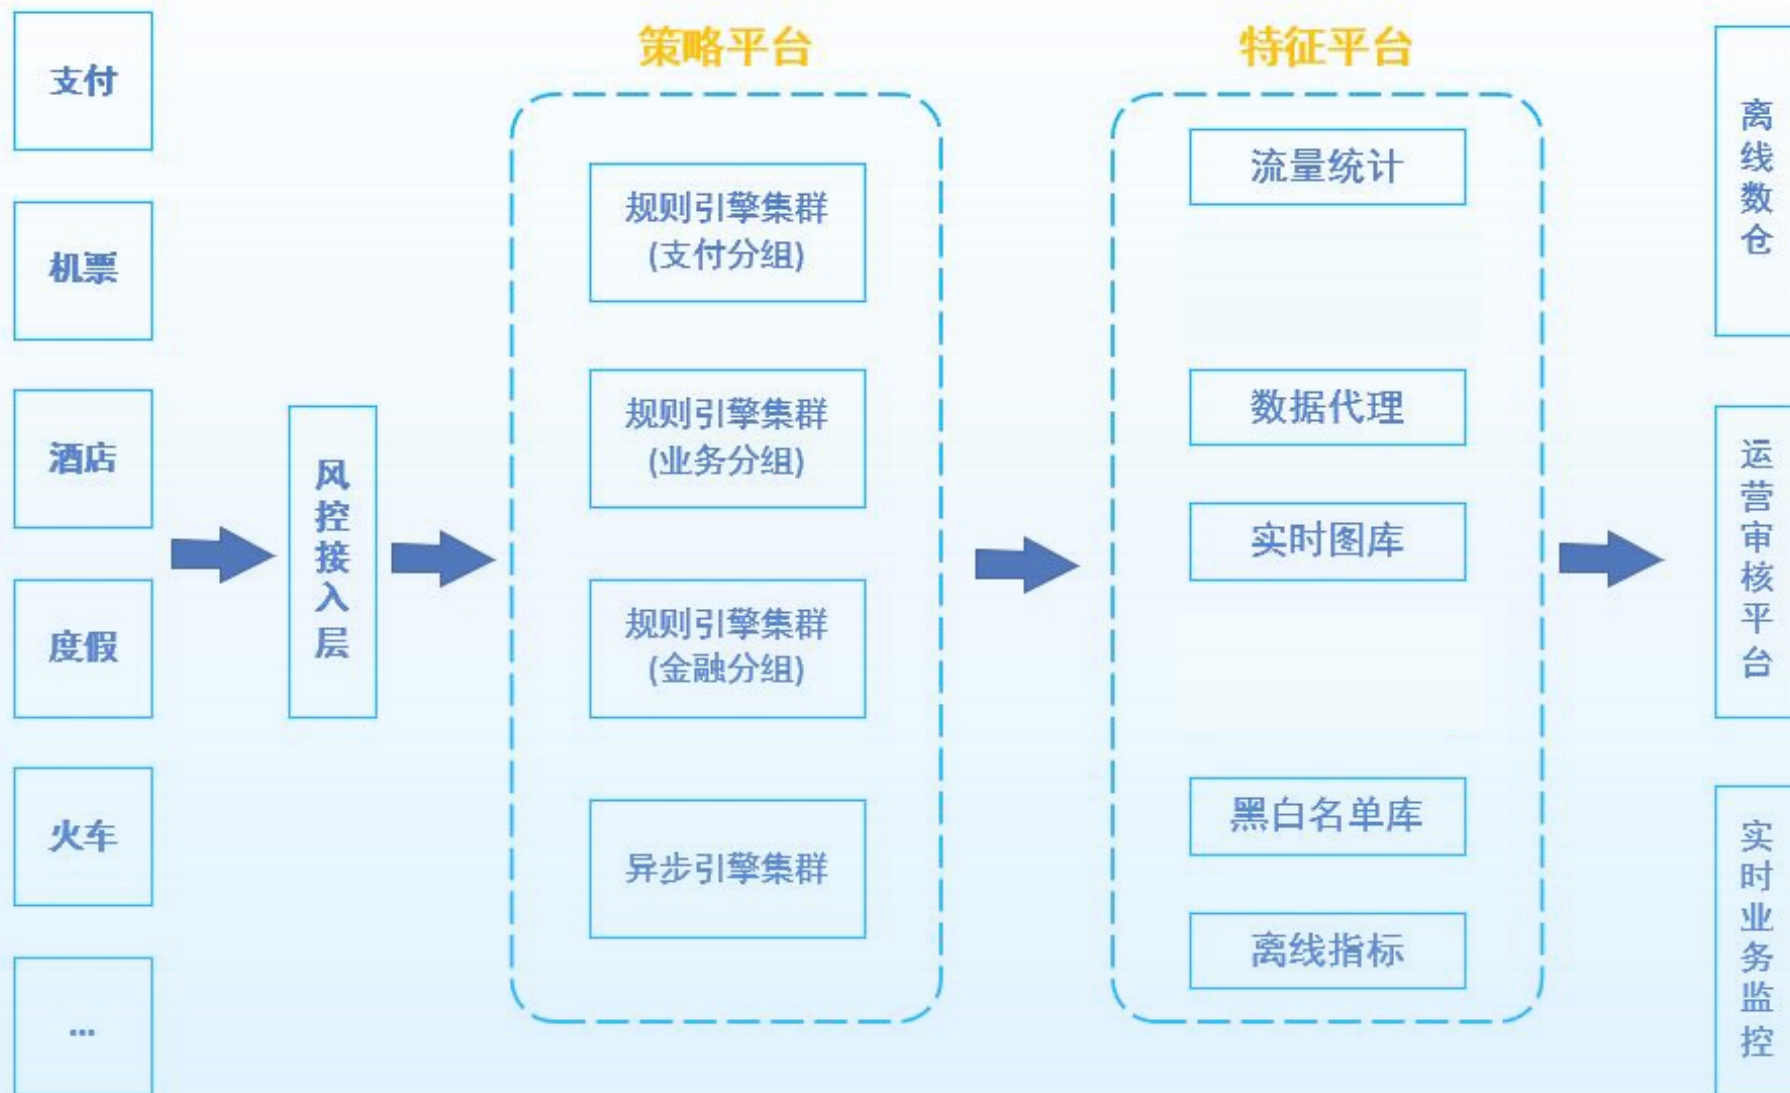 支付
机票
酒店
度假
火车
...
风控接入层
策略平台
规则引擎集群
(支付分组)
规则引擎集群
(业务分组)
规则引擎集群
(金融分组)
异步引擎集群
特征平台
流量统计
数据代理
实时图库
黑白名单库
离线指标
离线数仓
运营审核平台
实时业务监控